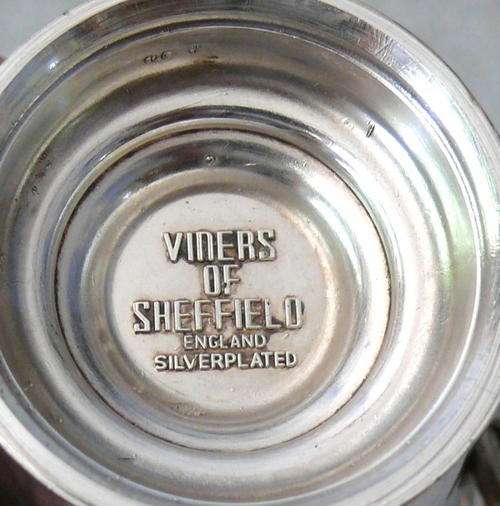 VINERS
OF
SHEFFIELD
ENGLAND
SILVERPLATED